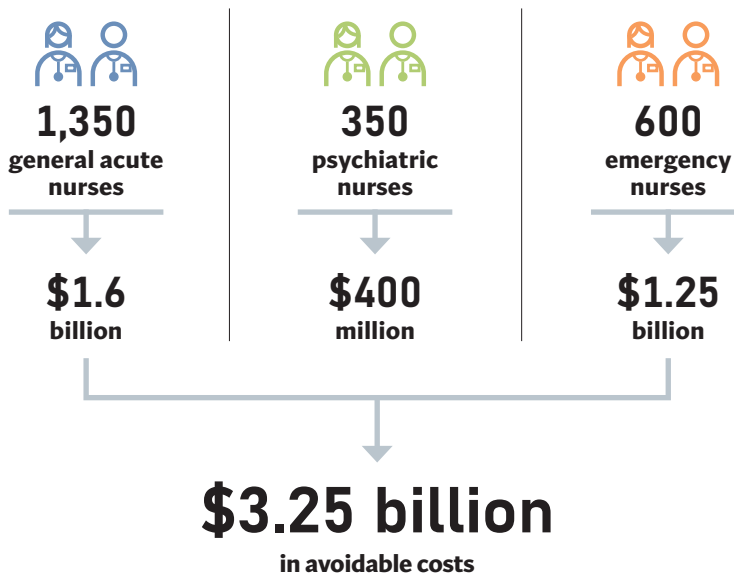 1,350
general acute
nurses
$1.6
billion
350
psychiatric
nurses
$400
million
600
emergency
nurses
$1.25
billion
$3.25 billion
in avoidable costs